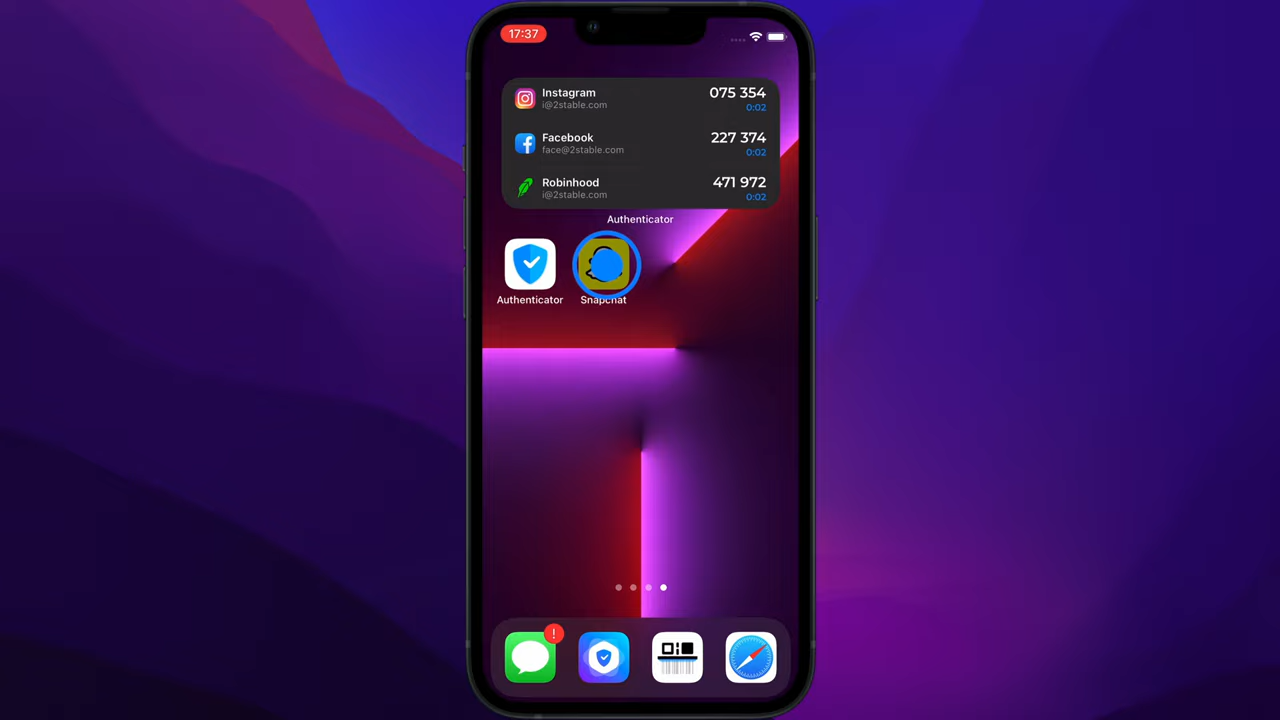 17:37
Instagram
075 354
i@2stable.com
0:02
Facebook
227 374
face@2stable.com
0:02
Robinhood
471 972
i@2stable.com
0:02
Authenticator
Authenticator
Snapchat
!